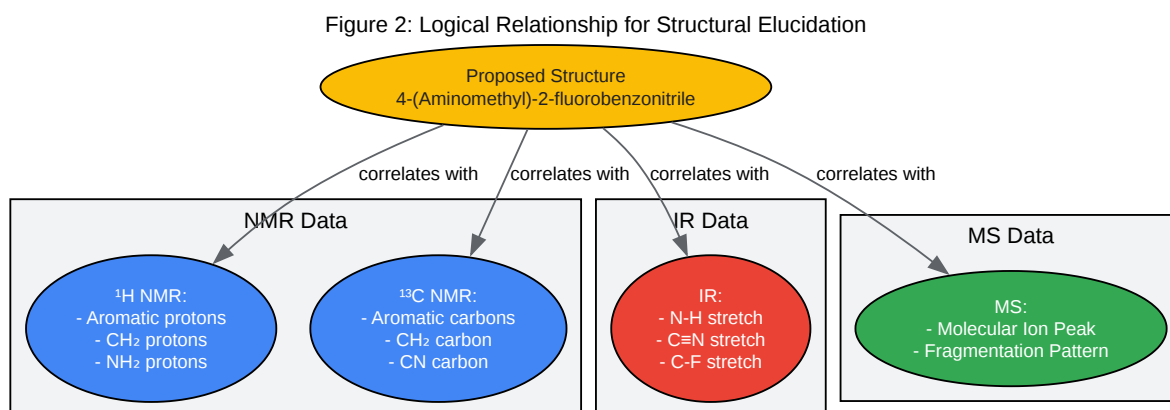 Figure 2: Logical Relationship for Structural Elucidation
Proposed Structure
4-(Aminomethyl)-2-fluorobenzonitrile
correlates with
correlates with
correlates with
correlates with
NMR Data
IR Data
MS Data
¹H NMR:
- Aromatic protons
- CH₂ protons
- NH₂ protons
¹³C NMR:
- Aromatic carbons
- CH₂ carbon
- CN carbon
IR:
- N-H stretch
- C≡N stretch
- C-F stretch
MS:
- Molecular Ion Peak
- Fragmentation Pattern